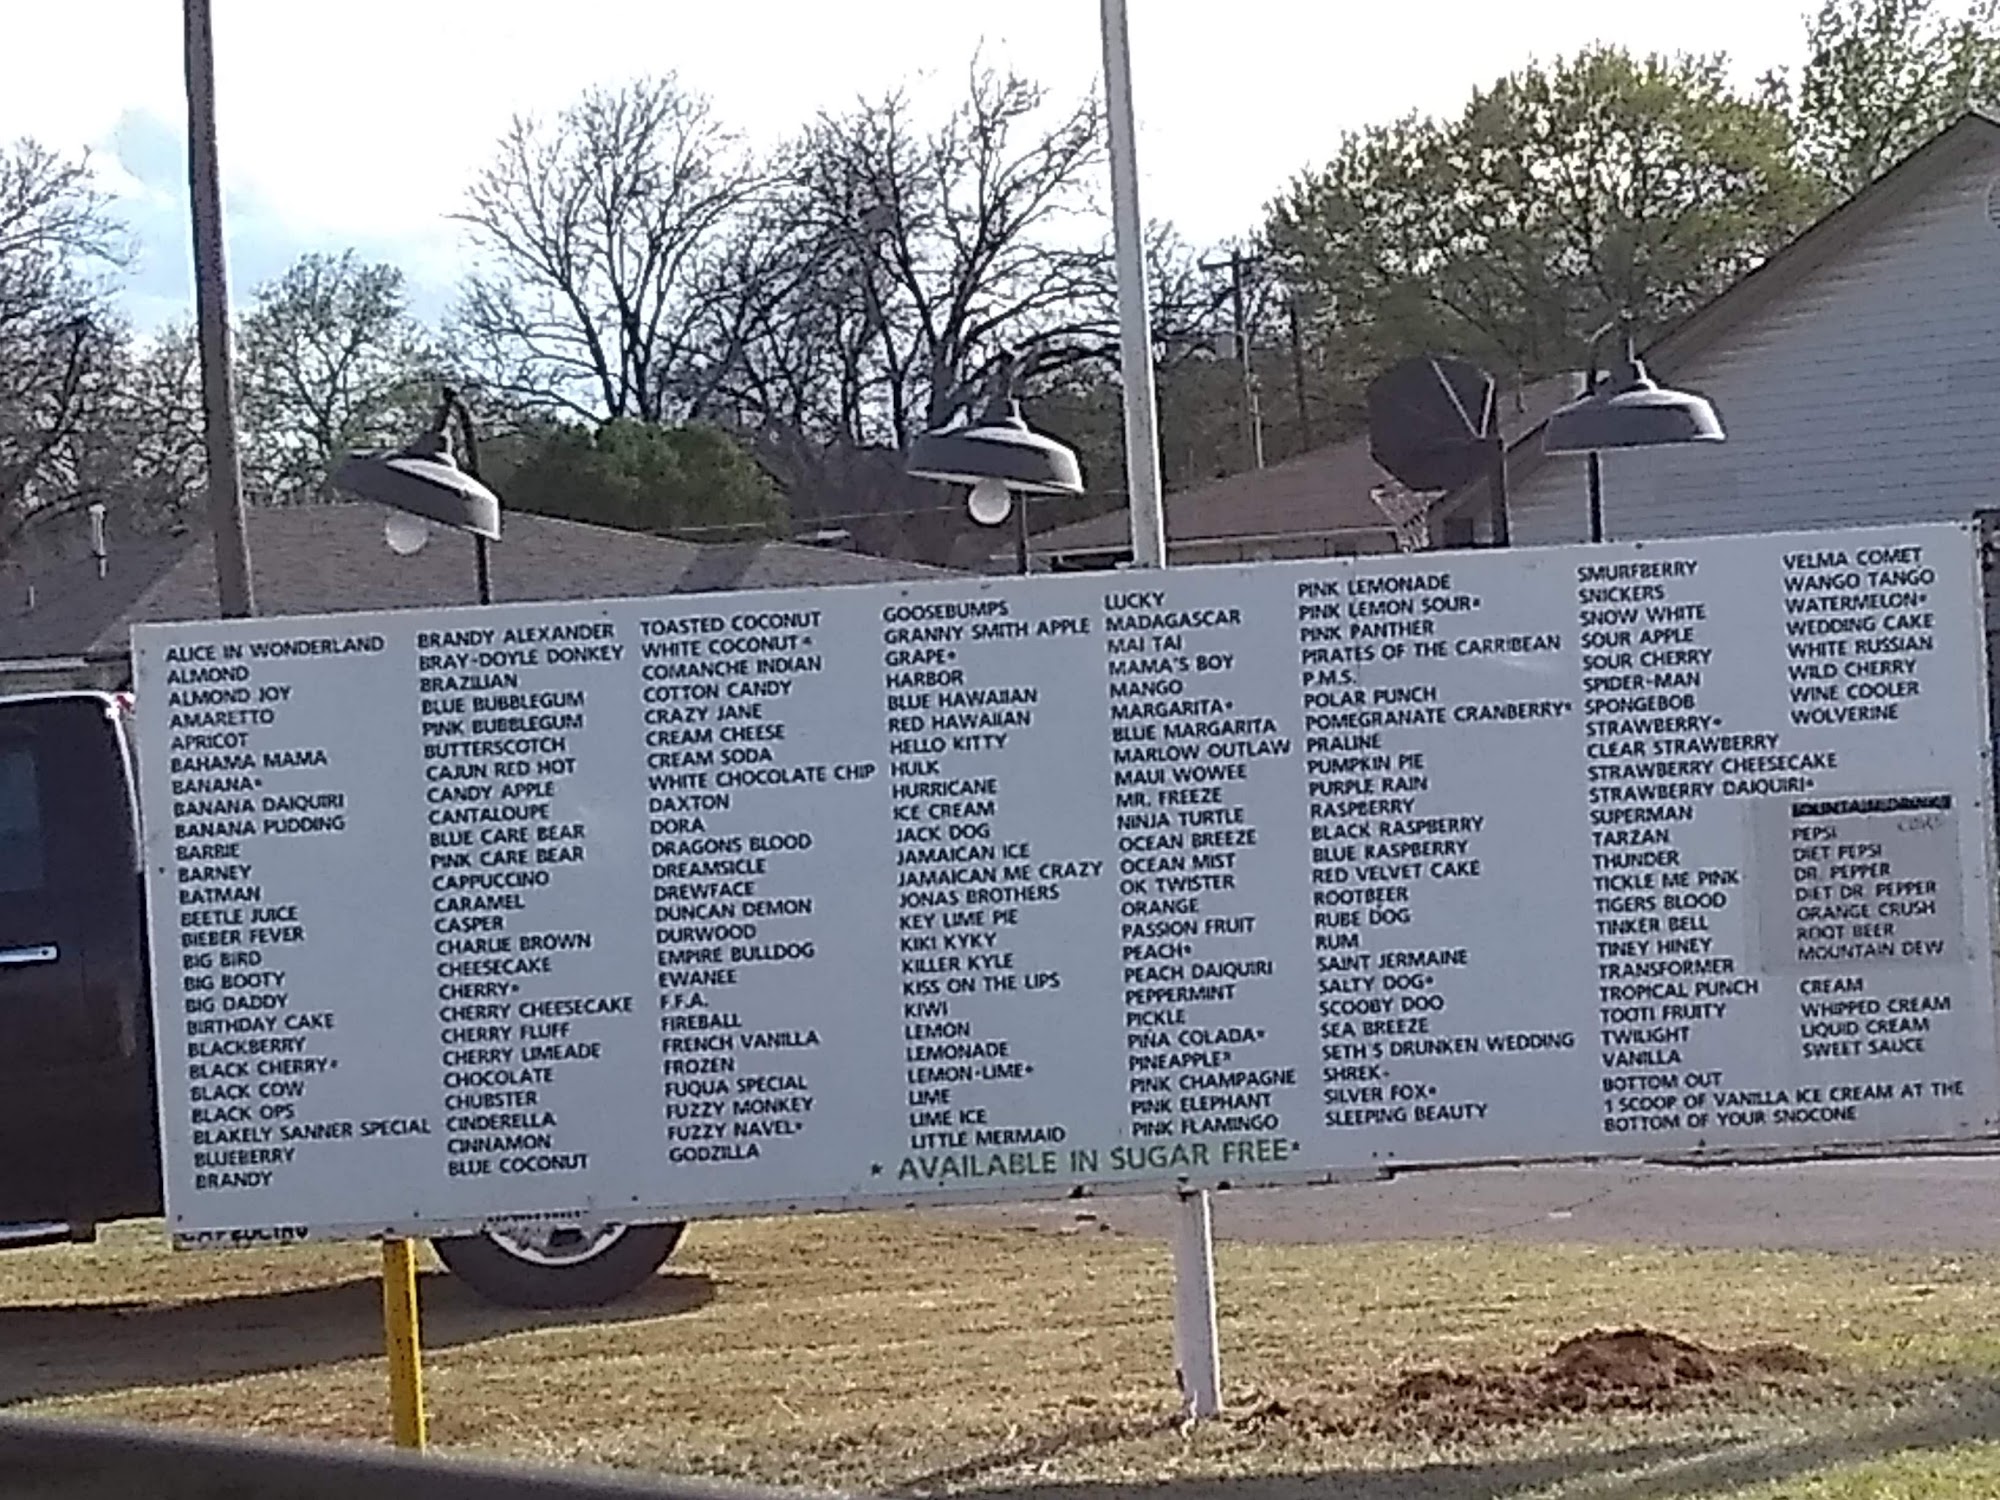 ALICE IN WONDERLAND
ALMOND
ALMOND JOY
AMARETTO
APRICOT
BAHAMA MAMA
BANANA*
BANANA DAIQUIRI
BANANA PUDDING
BARBIE
BARNEY
BATMAN
BEETLE JUICE
BIEBER FEVER
BIG BIRD
BIG BOOTY
BIG DADDY
BIRTHDAY CAKE
BLACKBERRY
BLACK CHERRY*
BLACK COW
BLACK OPS
BLAKELY SANNER SPECIAL
BLUEBERRY
BRANDY
BRANDY ALEXANDER
BRAY-DOYLE DONKEY
BRAZILIAN
BLUE BUBBLEGUM
PINK BUBBLEGUM
BUTTERSCOTCH
CAJUN RED HOT
CANDY APPLE
CANTALOUPE
BLUE CARE BEAR
PINK CARE BEAR
CAPPUCCINO
CARAMEL
CASPER
CHARLIE BROWN
CHEESECAKE
CHERRY*
CHERRY CHEESECAKE
CHERRY FLUFF
CHERRY LIMEADE
CHOCOLATE
CHUBSTER
CINDERELLA
CINNAMON
BLUE COCONUT
TOASTED COCONUT
WHITE COCONUT*
COMANCHE INDIAN
COTTON CANDY
CRAZY JANE
CREAM CHEESE
CREAM SODA
WHITE CHOCOLATE CHIP
DAXTON
DORA
DRAGONS BLOOD
DREAMSICLE
DREWFACE
DUNCAN DEMON
DURWOOD
EMPIRE BULLDOG
EWANEE
F.F.A.
FIREBALL
FRENCH VANILLA
FROZEN
FUQUA SPECIAL
FUZZY MONKEY
FUZZY NAVEL*
GODZILLA
GOOSEBUMPS
GRANNY SMITH APPLE
GRAPE*
HARBOR
BLUE HAWAIIAN
RED HAWAIIAN
HELLO KITTY
HULK
HURRICANE
ICE CREAM
JACK DOG
JAMAICAN ICE
JAMAICAN ME CRAZY
JONAS BROTHERS
KEY LIME PIE
KIKI KYKY
KILLER KYLE
KISS ON THE LIPS
KIWI
LEMON
LEMONADE
LEMON-LIME*
LIME
LIME ICE
LITTLE MERMAID
LUCKY
MADAGASCAR
MAI TAI
MAMA'S BOY
MANGO
MARGARITA*
BLUE MARGARITA
MARLOW OUTLAW
MAUI WOWEE
MR. FREEZE
NINJA TURTLE
OCEAN BREEZE
OCEAN MIST
OK TWISTER
ORANGE
PASSION FRUIT
PEACH*
PEACH DAIQUIRI
PEPPERMINT
PICKLE
PIÑA COLADA*
PINEAPPLE*
PINK CHAMPAGNE
PINK ELEPHANT
PINK FLAMINGO
PINK LEMONADE
PINK LEMON SOUR*
PINK PANTHER
PIRATES OF THE CARRIBEAN
P.M.S.
POLAR PUNCH
POMEGRANATE CRANBERRY*
PRALINE
PUMPKIN PIE
PURPLE RAIN
RASPBERRY
BLACK RASPBERRY
BLUE RASPBERRY
RED VELVET CAKE
ROOTBEER
RUBE DOG
RUM
SAINT JERMAINE
SALTY DOG*
SCOOBY DOO
SEA BREEZE
SETH'S DRUNKEN WEDDING
SHREK*
SILVER FOX*
SLEEPING BEAUTY
SMURFBERRY
SNICKERS
SNOW WHITE
SOUR APPLE
SOUR CHERRY
SPIDER-MAN
SPONGEBOB
STRAWBERRY*
CLEAR STRAWBERRY
STRAWBERRY CHEESECAKE
STRAWBERRY DAIQUIRI*
SUPERMAN
TARZAN
THUNDER
TICKLE ME PINK
TIGERS BLOOD
TINKER BELL
TINEY HINEY
TRANSFORMER
TROPICAL PUNCH
TOOTI FRUITY
TWILIGHT
VANILLA
BOTTOM OUT
1 SCOOP OF VANILLA ICE CREAM AT THE
BOTTOM OF YOUR SNOCONE
VELMA COMET
WANGO TANGO
WATERMELON*
WEDDING CAKE
WHITE RUSSIAN
WILD CHERRY
WINE COOLER
WOLVERINE
FOUNTAIN DRINKS
PEPSI
DIET PEPSI
DR. PEPPER
DIET DR. PEPPER
ORANGE CRUSH
ROOT BEER
MOUNTAIN DEW
CREAM
WHIPPED CREAM
LIQUID CREAM
SWEET SAUCE
* AVAILABLE IN SUGAR FREE*